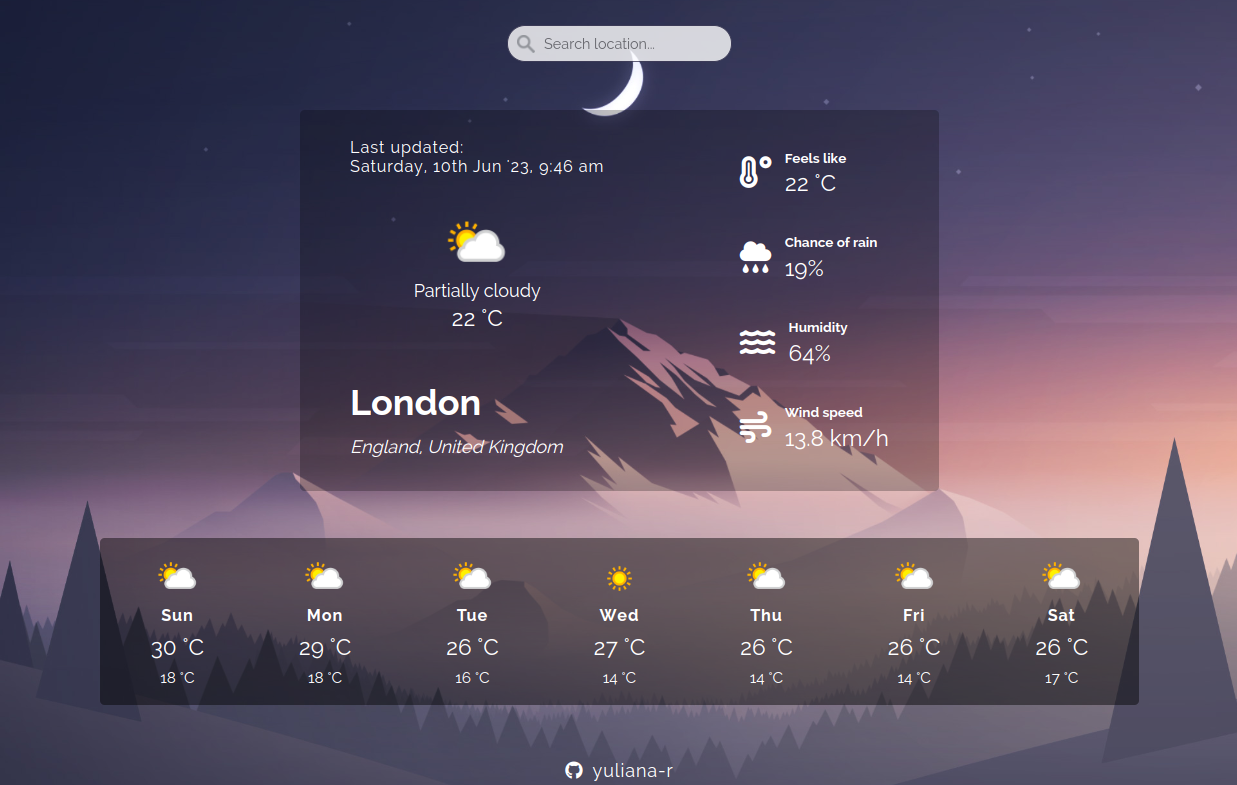 Search location...
Last updated:
Saturday, 10th Jun '23, 9:46 am
Partially cloudy
22 °C
London
England, United Kingdom
Feels like
22 °C
Chance of rain
19%
Humidity
64%
Wind speed
13.8 km/h
Sun Mon Tue Wed Thu Fri Sat
30 °C 29 °C 26 °C 27 °C 26 °C 26 °C 26 °C
18 °C 18 °C 16 °C 14 °C 14 °C 14 °C 17 °C
yuliana-r